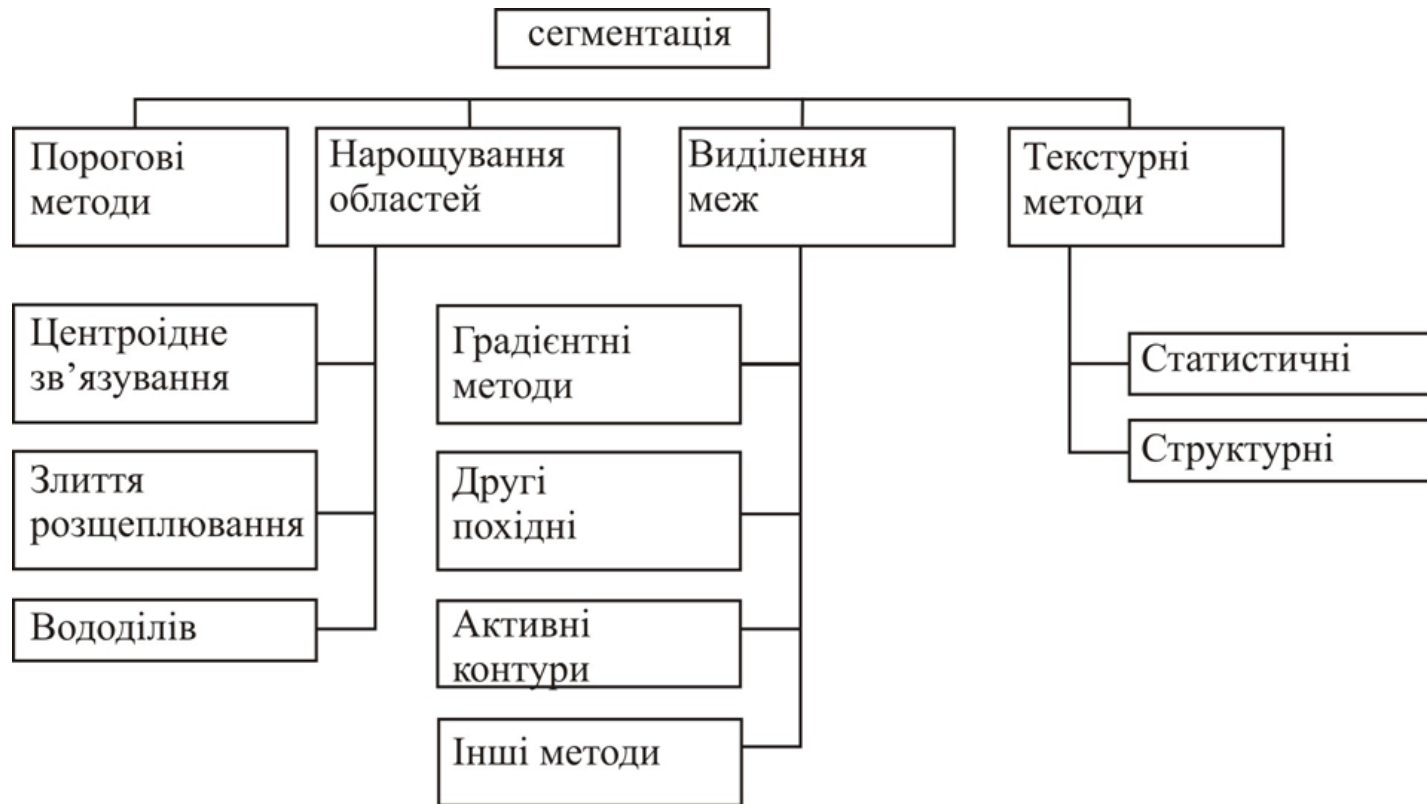 сегментація
Порогові
методи
Нарощування
областей
Виділення
меж
Текстурні
методи
Центроідне
зв’язування
Злиття
розщеплювання
Вододілів
Градієнтні
методи
Другі
похідні
Активні
контури
Інші методи
Статистичні
Структурні